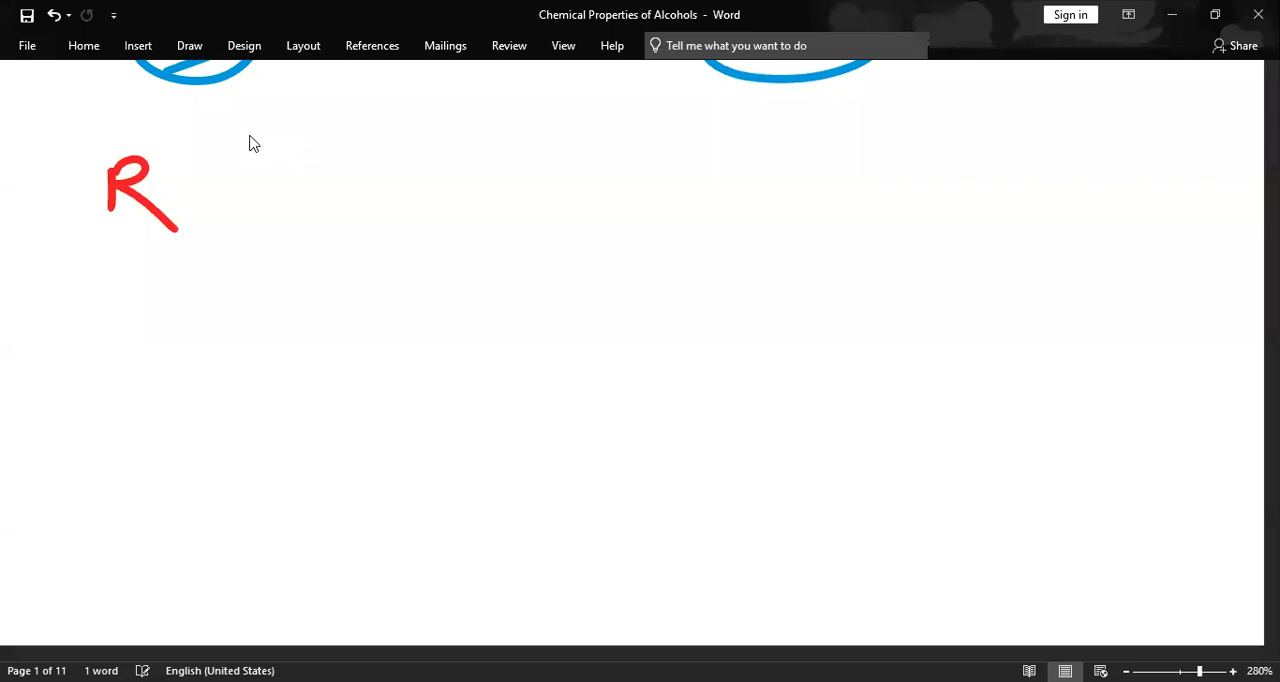 Chemical Properties of Alcohols - Word
Sign in
File Home Insert Draw Design Layout References Mailings Review View Help Tell me what you want to do Share
R
Page 1 of 11 1 word English (United States) 280%